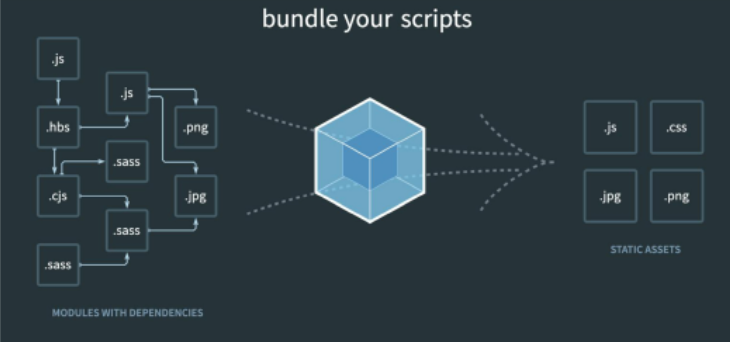 bundle your scripts
.js
.js
.hbs
.png
.sass
.cjs
.jpg
.sass
.sass
MODULES WITH DEPENDENCIES
.js
.css
.jpg
.png
STATIC ASSETS